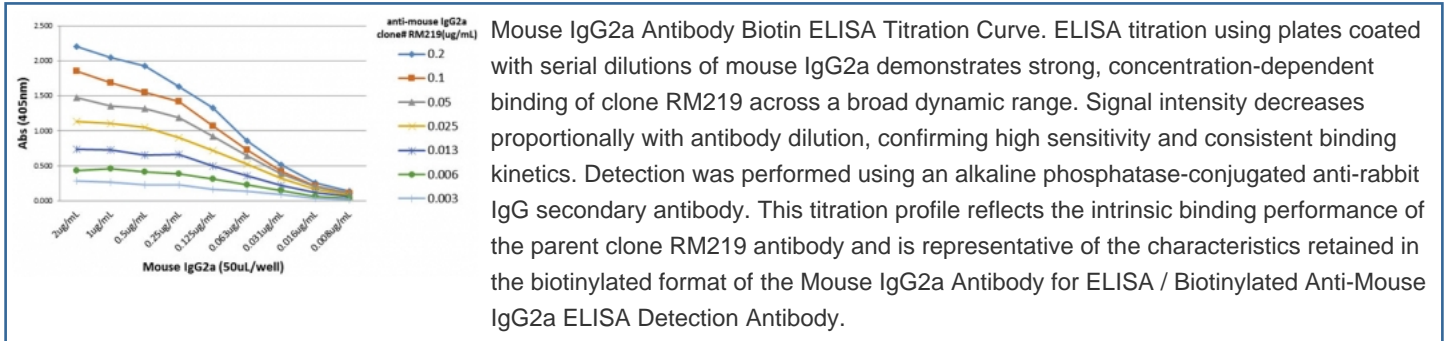 anti-mouse IgG2a
clone# RM219(ug/mL)
2.500
2.000
1.500
1.000
0.500
0.000
Abs (405nm)
0.2
0.1
0.05
0.025
0.013
0.006
0.003
2ug/mL
1ug/mL
0.5ug/mL
0.25ug/mL
0.125ug/mL
0.063ug/mL
0.031ug/mL
0.016ug/mL
0.008ug/mL
Mouse IgG2a (50uL/well)
Mouse IgG2a Antibody Biotin ELISA Titration Curve. ELISA titration using plates coated
with serial dilutions of mouse IgG2a demonstrates strong, concentration-dependent
binding of clone RM219 across a broad dynamic range. Signal intensity decreases
proportionally with antibody dilution, confirming high sensitivity and consistent binding
kinetics. Detection was performed using an alkaline phosphatase-conjugated anti-rabbit
IgG secondary antibody. This titration profile reflects the intrinsic binding performance of
the parent clone RM219 antibody and is representative of the characteristics retained in
the biotinylated format of the Mouse IgG2a Antibody for ELISA / Biotinylated Anti-Mouse
IgG2a ELISA Detection Antibody.